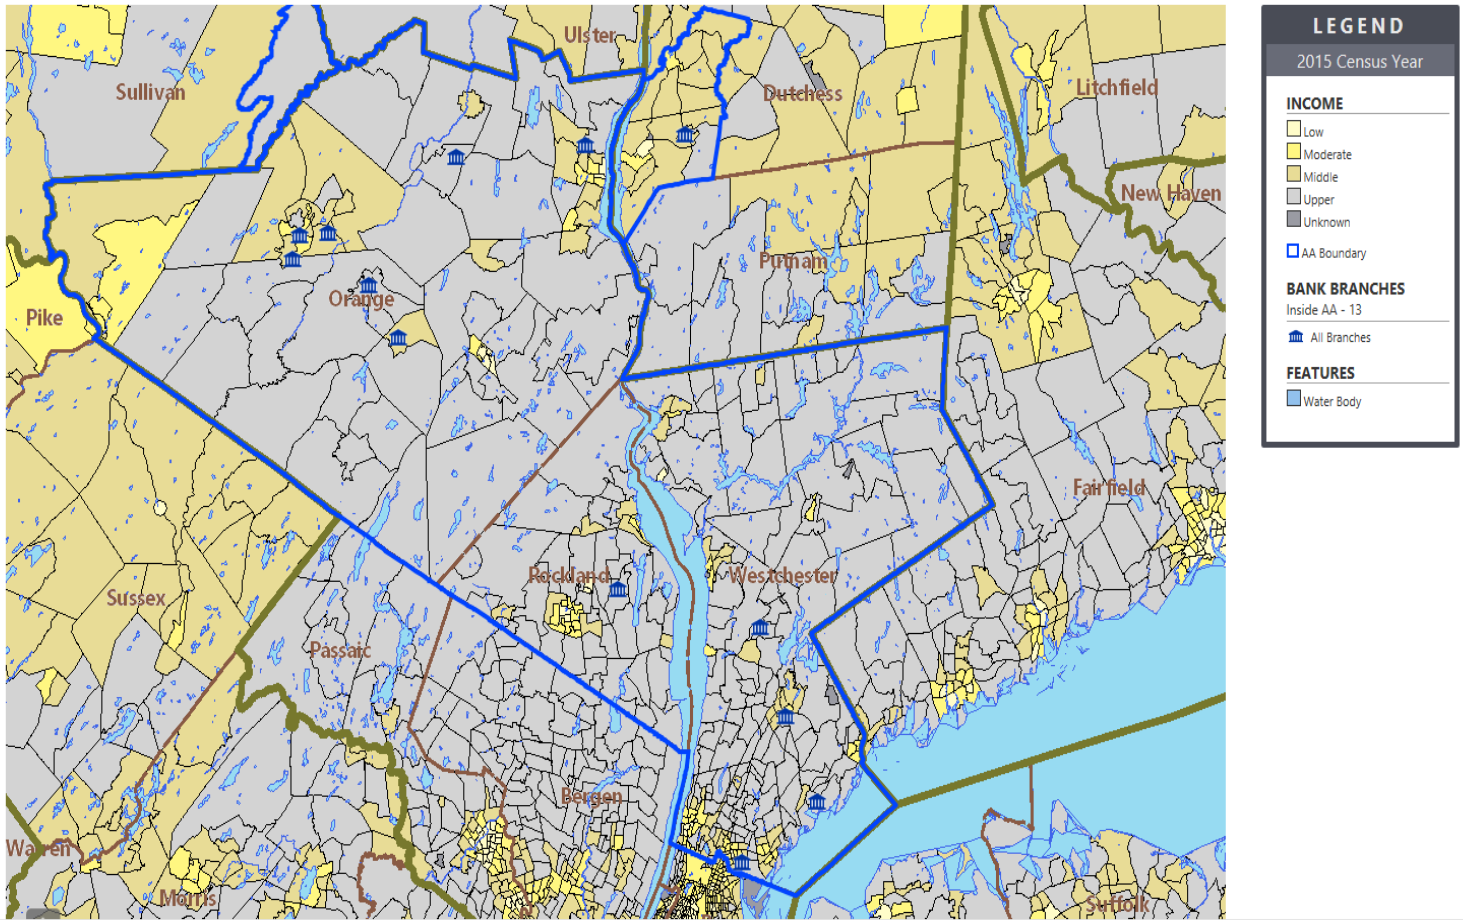 Ulster
Sullivan
Dutchess
Litchfield
New Haven
Putnam
Orange
Pike
Fairfield
Rockland
Westchester
Sussex
Passaic
Bergen
Warren
Morris
Suffolk
LEGEND
2015 Census Year
INCOME
Low
Moderate
Middle
Upper
Unknown
AA Boundary
BANK BRANCHES
Inside AA - 13
All Branches
FEATURES
Water Body